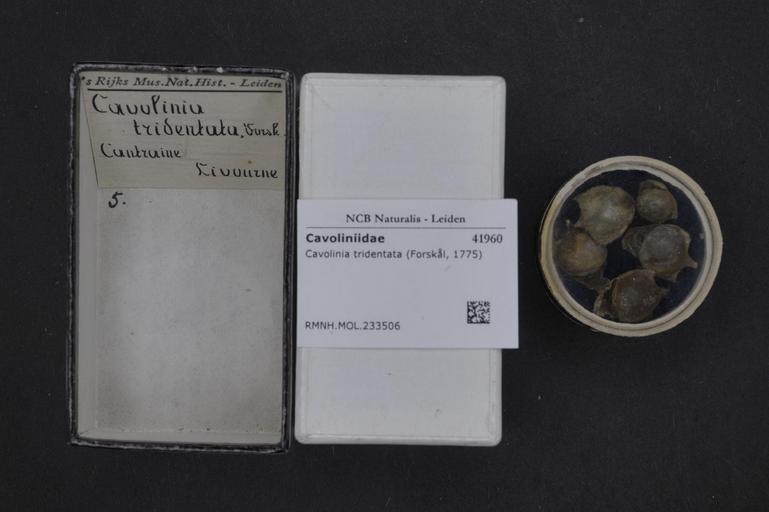 's Rijks Mus. Nat. Hist. - Leiden
Cavolinia
tridentata, Forsk.
Cantraine
Livourne
5.
NCB Naturalis - Leiden
Cavoliniidae 41960
Cavolinia tridentata (Forskål, 1775)
RMNH.MOL.233506